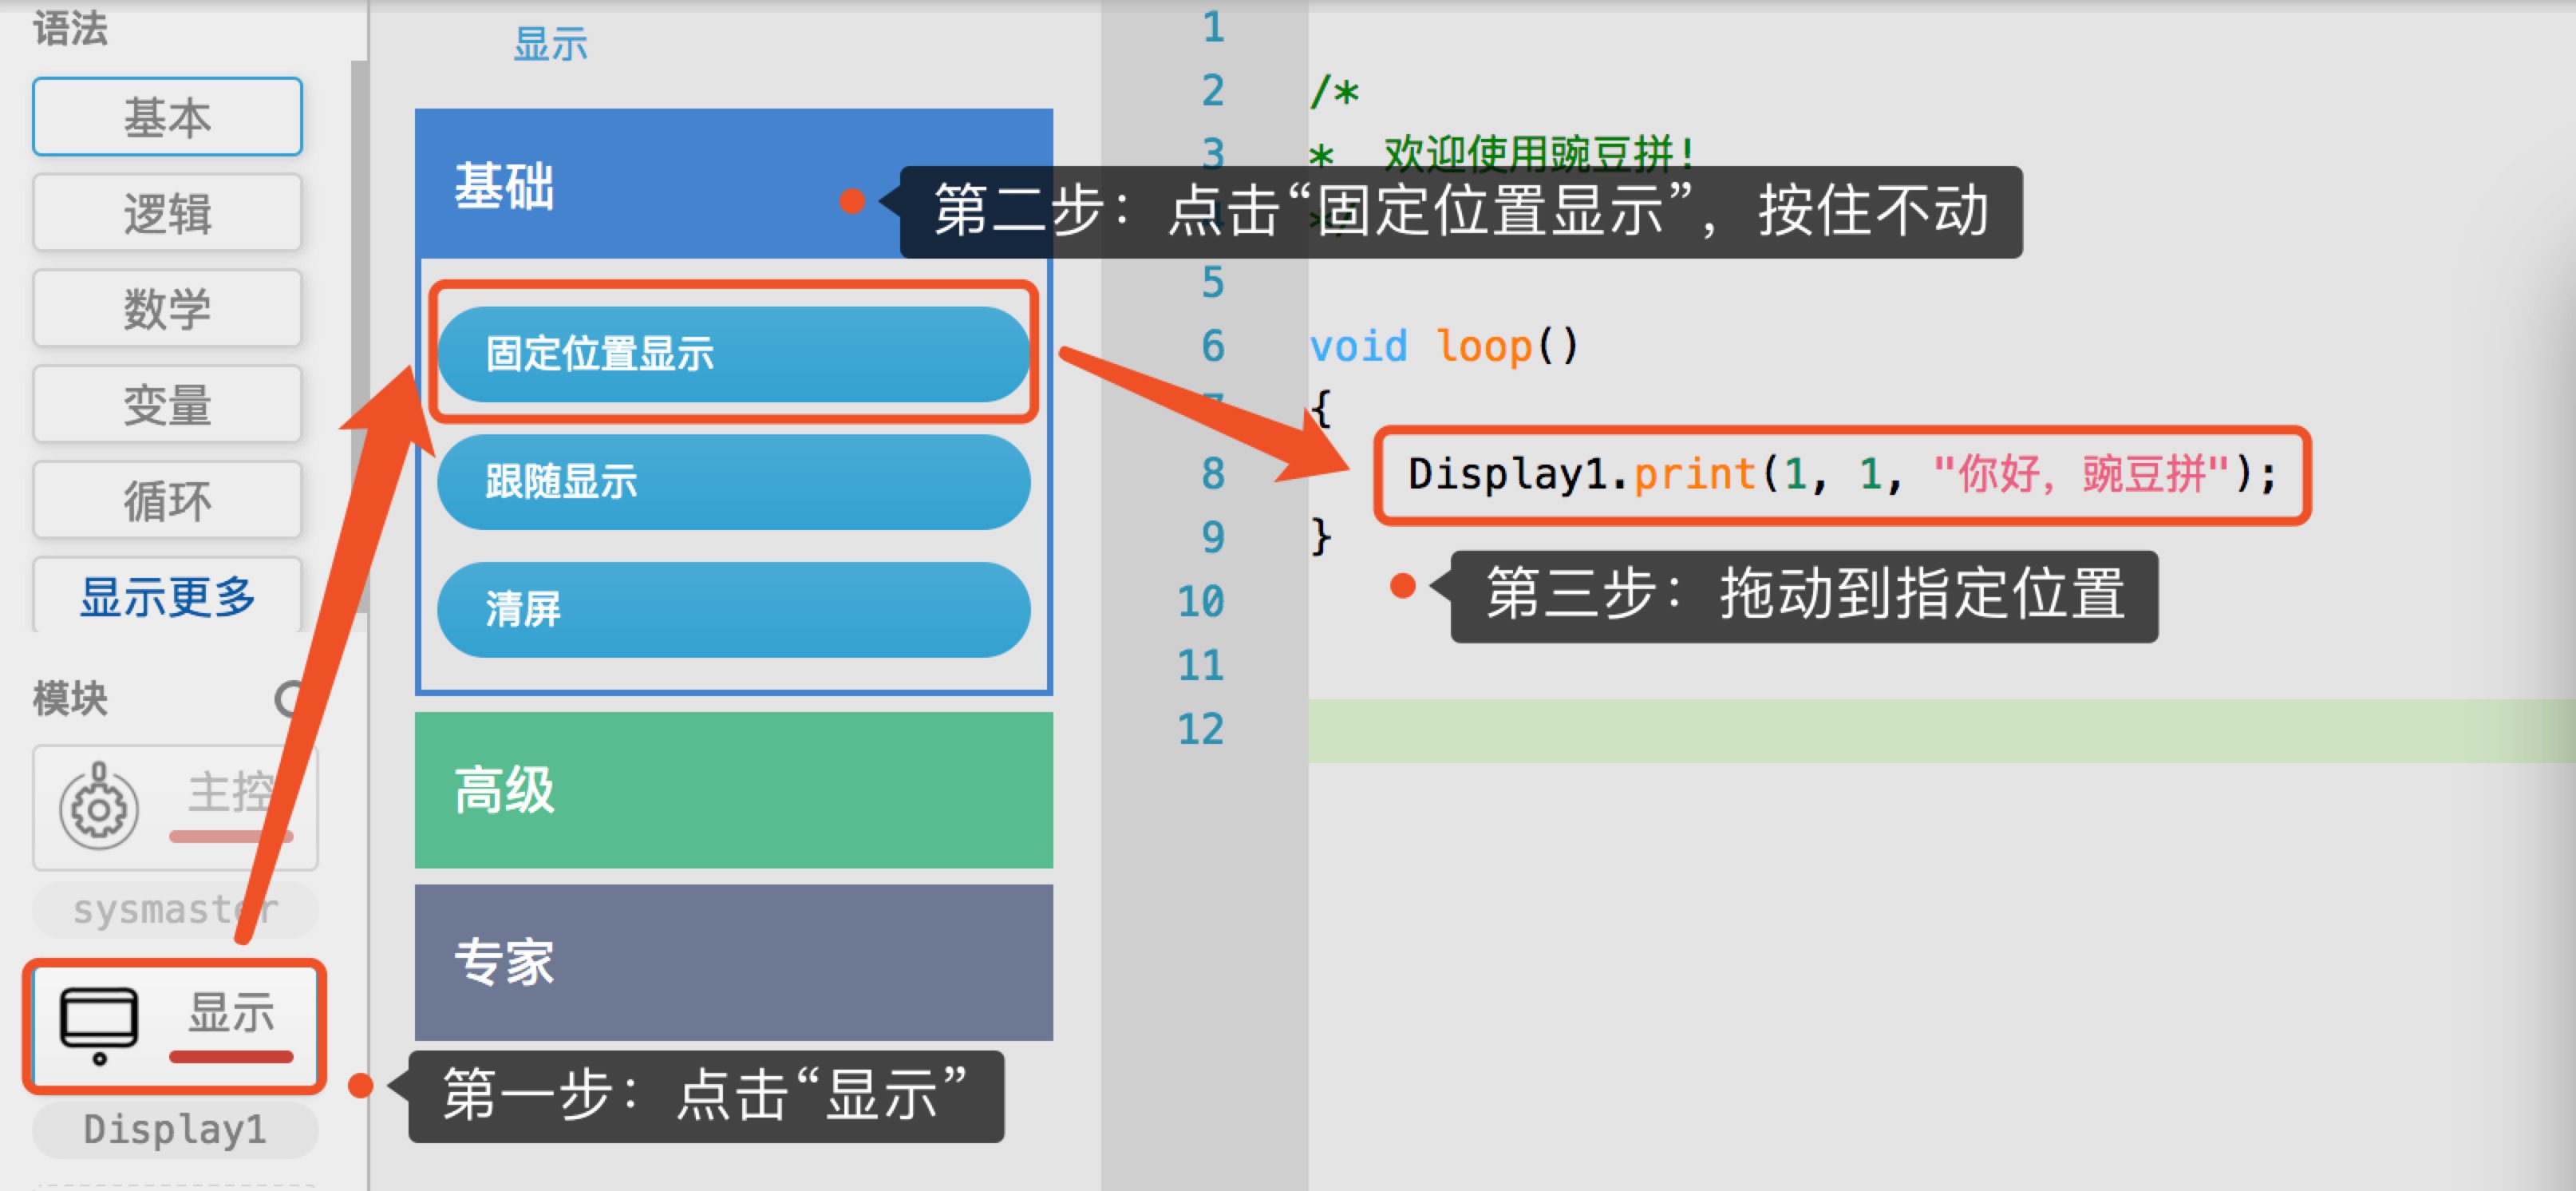 语法
基本
逻辑
数学
变量
循环
显示更多
模块
主控
sysmaster
显示
Display1
显示
基础
固定位置显示
跟随显示
清屏
高级
专家
第一步：点击“显示”
第二步：点击“固定位置显示”，按住不动
第三步：拖动到指定位置
1
2 /*
3 * 欢迎使用豌豆拼!
4 */
5
6 void loop()
7 {
8 Display1.print(1, 1, "你好，豌豆拼");
9 }
10
11
12